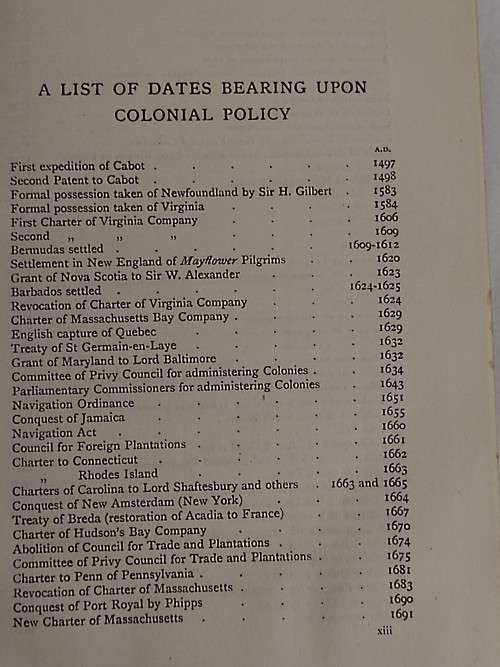 A LIST OF DATES BEARING UPON
COLONIAL POLICY
A.D.
First expedition of Cabot . . . . . . 1497
Second Patent to Cabot . . . . . . 1498
Formal possession taken of Newfoundland by Sir H. Gilbert . 1583
Formal possession taken of Virginia . . . . 1584
First Charter of Virginia Company . . . . 1606
Second „ „ „ . . . . 1609
Bermudas settled . . . . . . 1609-1612
Settlement in New England of Mayflower Pilgrims . . 1620
Grant of Nova Scotia to Sir W. Alexander . . . 1623
Barbados settled . . . . . . 1624-1625
Revocation of Charter of Virginia Company . . . 1624
Charter of Massachusetts Bay Company . . . . 1629
English capture of Quebec . . . . . 1629
Treaty of St Germain-en-Laye . . . . . 1632
Grant of Maryland to Lord Baltimore . . . . 1632
Committee of Privy Council for administering Colonies . . 1634
Parliamentary Commissioners for administering Colonies . 1643
Navigation Ordinance . . . . . 1651
Conquest of Jamaica . . . . . . 1655
Navigation Act . . . . . . . 1660
Council for Foreign Plantations . . . . . 1661
Charter to Connecticut . . . . . . 1662
„ Rhodes Island . . . . . 1663
Charters of Carolina to Lord Shaftesbury and others . 1663 and 1665
Conquest of New Amsterdam (New York) . . . 1664
Treaty of Breda (restoration of Acadia to France) . . 1667
Charter of Hudson's Bay Company . . . . 1670
Abolition of Council for Trade and Plantations . . . 1674
Committee of Privy Council for Trade and Plantations . . 1675
Charter to Penn of Pennsylvania . . . . . 1681
Revocation of Charter of Massachusetts . . . . 1683
Conquest of Port Royal by Phipps . . . . 1690
New Charter of Massachusetts . . . . . 1691
xiii